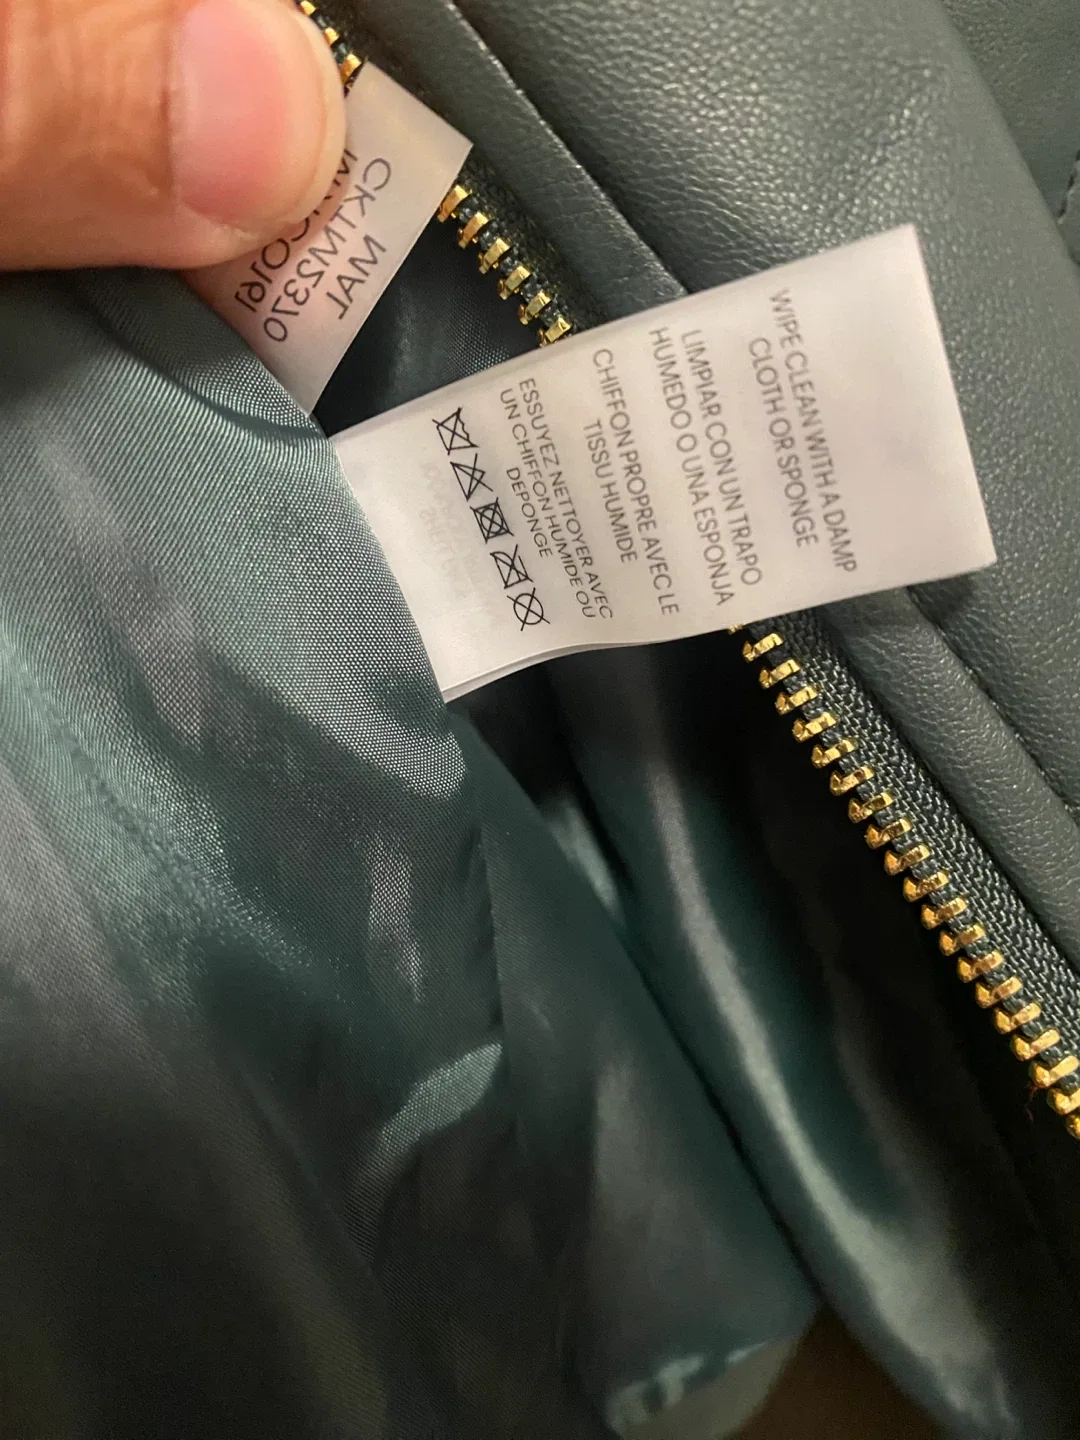 WIPE CLEAN WITH A DAMP
CLOTH OR SPONGE
LIMPIAR CON UN TRAPO
HUMEDO O UNA ESPONJA
CHIFFON PROPRE AVEC LE
TISSU HUMIDE
ESSUYEZ NETTOYER AVEC
UN CHIFFON HUMIDE OU
DEPONGE
JAM
CKTM2370